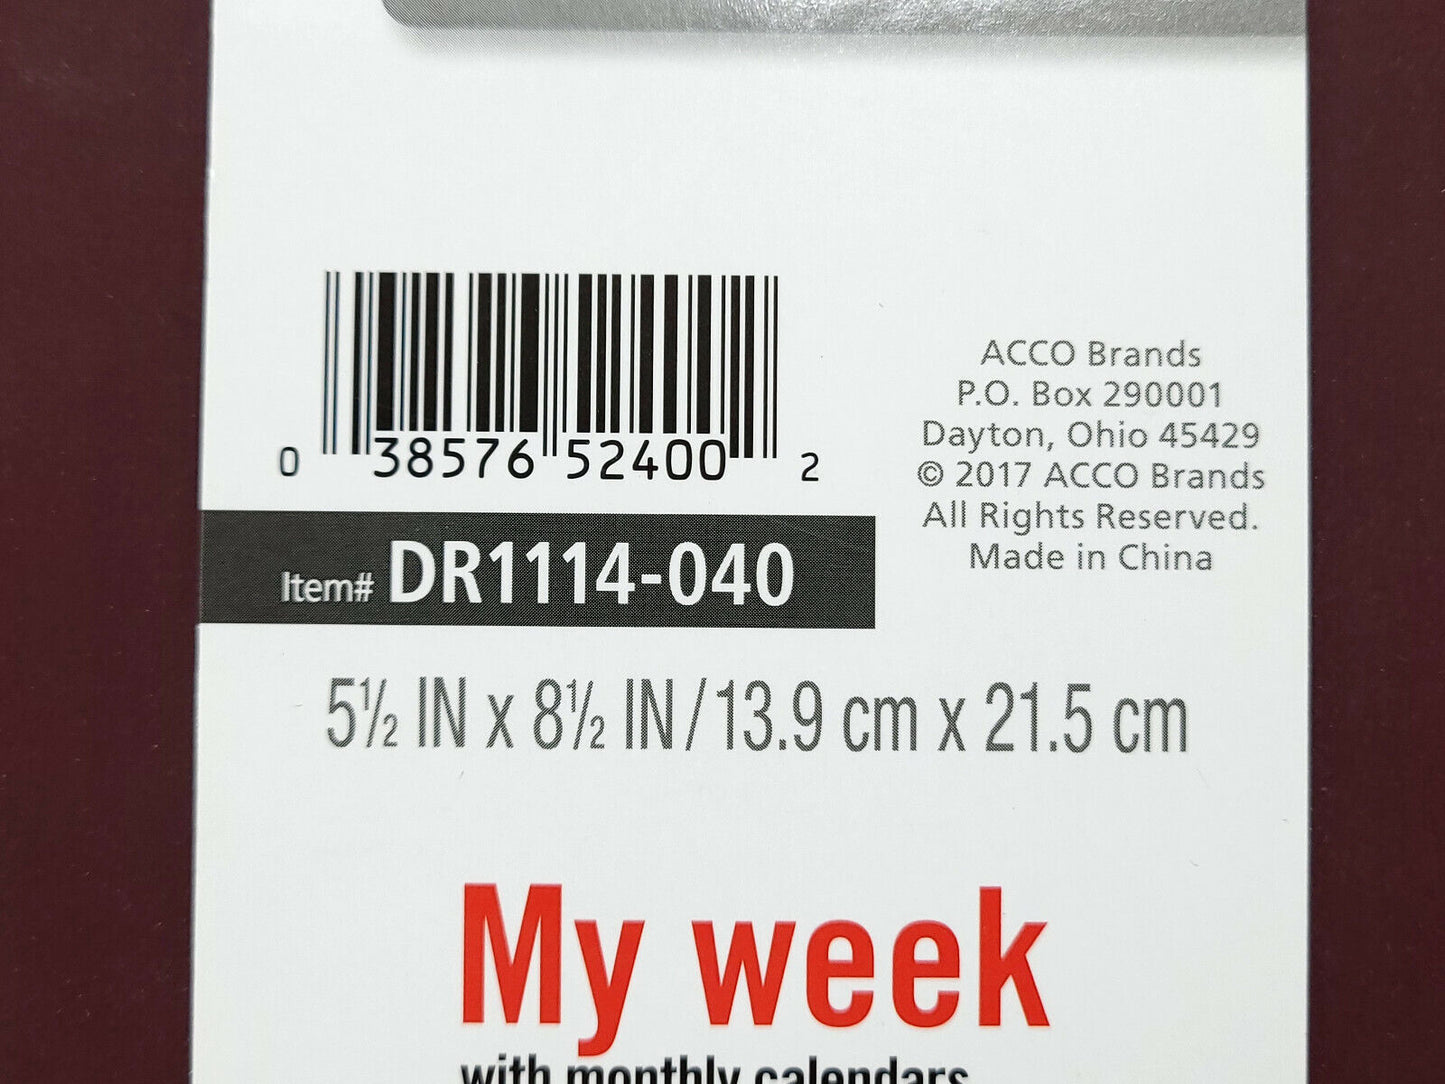 0 38576 52400 2
ACCO Brands
P.O. Box 290001
Dayton, Ohio 45429
© 2017 ACCO Brands
All Rights Reserved.
Made in China
Item# DR1114-040
5½ IN x 8½ IN/13.9 cm x 21.5 cm
My week
with monthly calendars